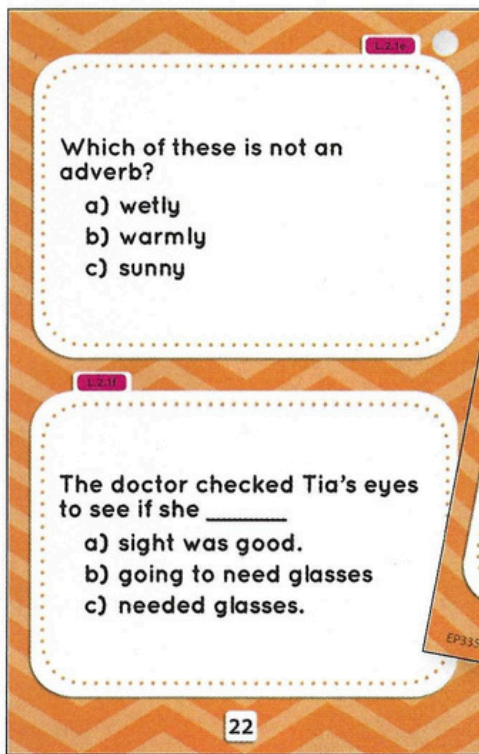 L.2.1e
Which of these is not an
adverb?
a) wetly
b) warmly
c) sunny
L.2.1f
The doctor checked Tia's eyes
to see if she ________
a) sight was good.
b) going to need glasses
c) needed glasses.
EP335
22